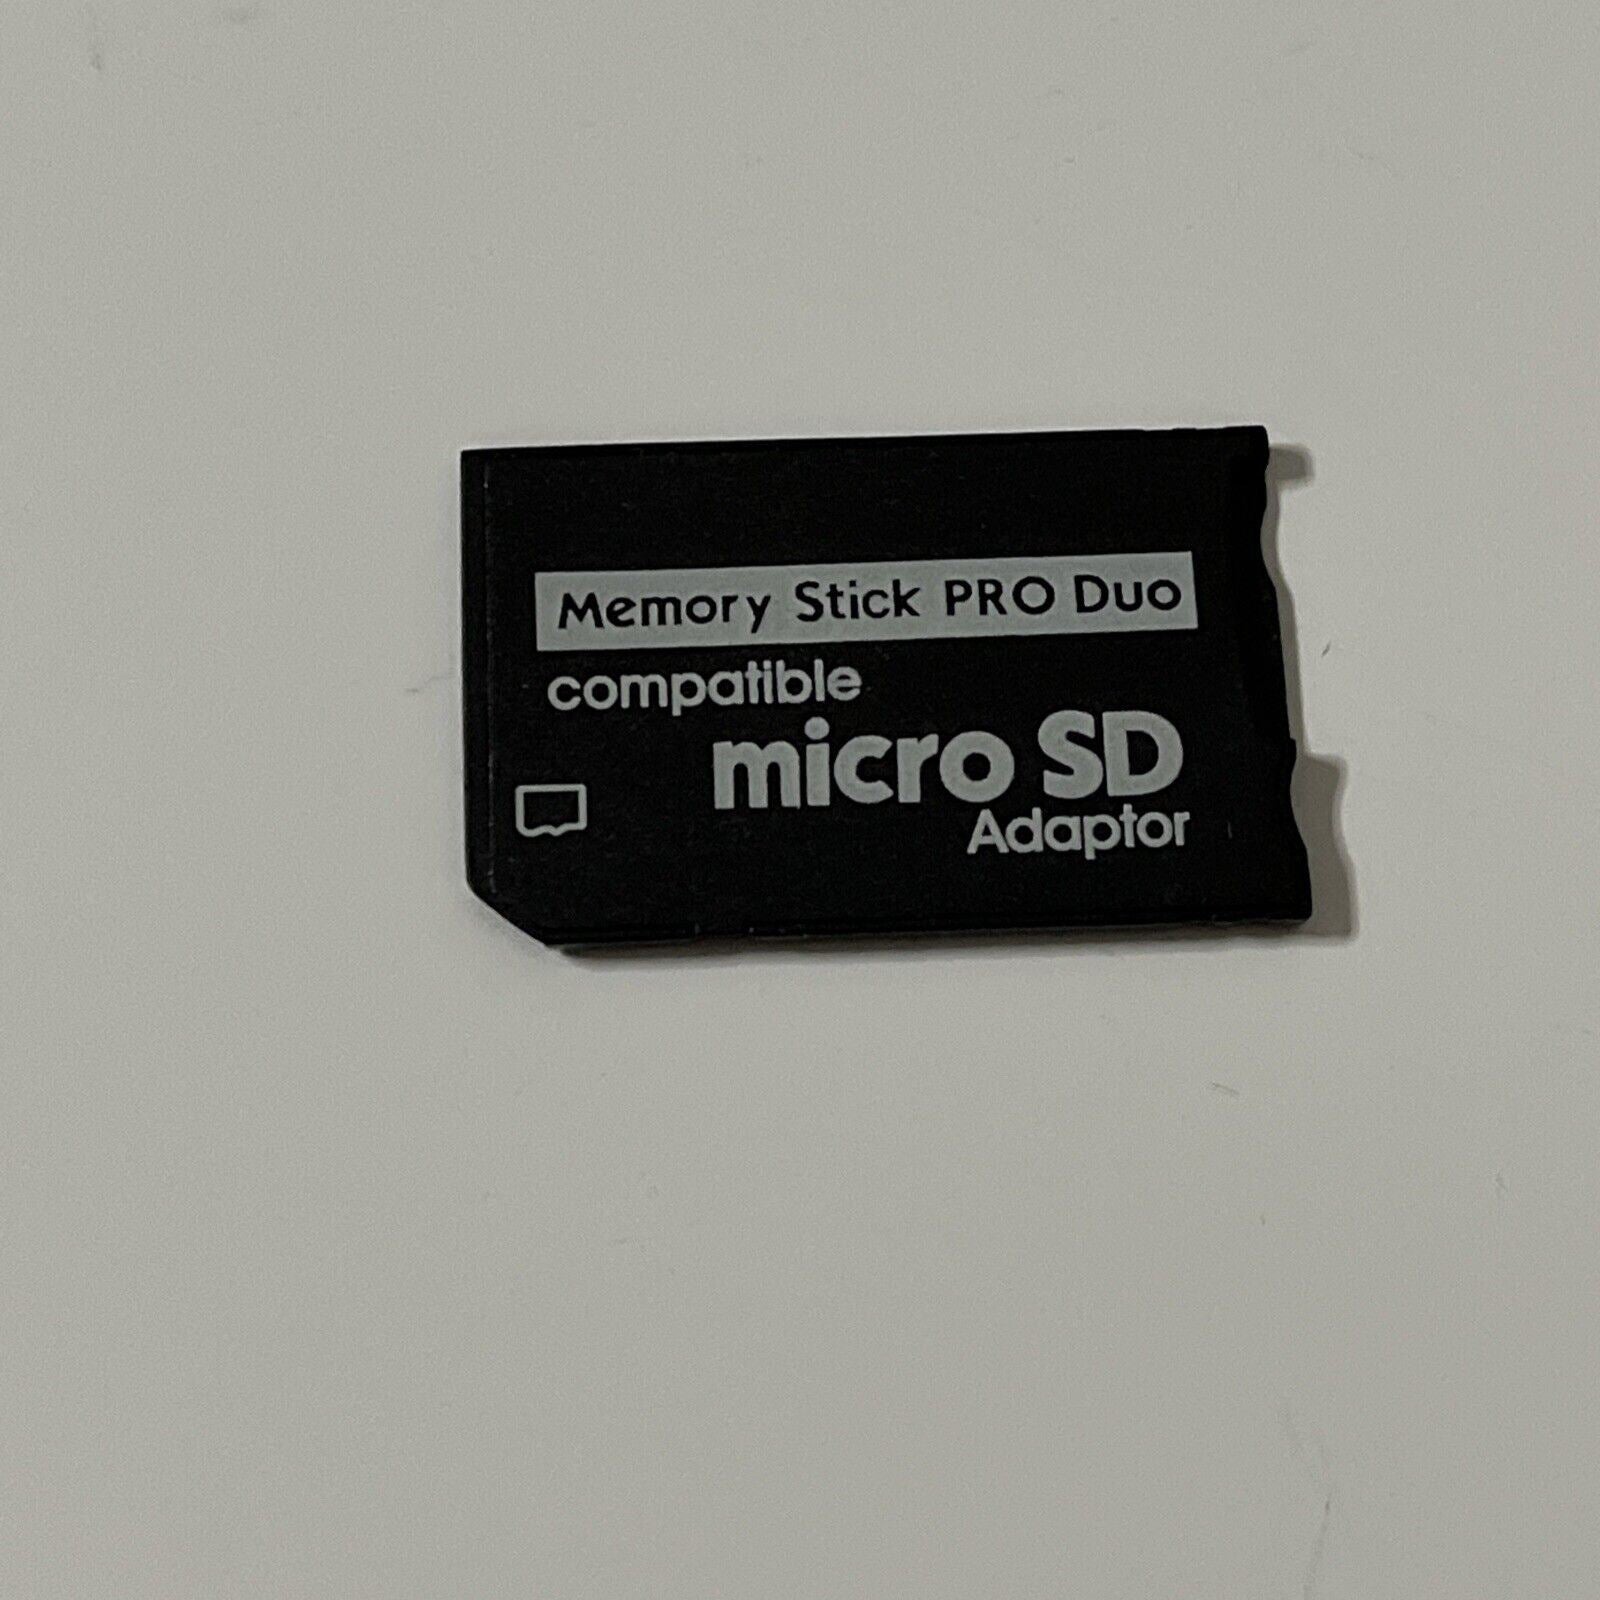 Memory Stick PRO Duo
compatible
micro SD
Adaptor